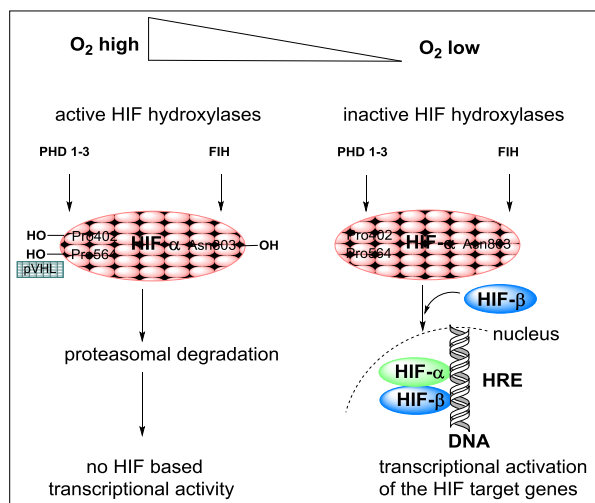 O2 high
O2 low
active HIF hydroxylases
inactive HIF hydroxylases
PHD 1-3
FIH
PHD 1-3
FIH
HO
Pro402
HIF-α
Asn803
OH
HO
Pro564
pVHL
Pro402
HIF-α
Asn803
Pro564
HIF-β
nucleus
proteasomal degradation
HIF-α
HRE
HIF-β
DNA
no HIF based
transcriptional activity
transcriptional activation
of the HIF target genes